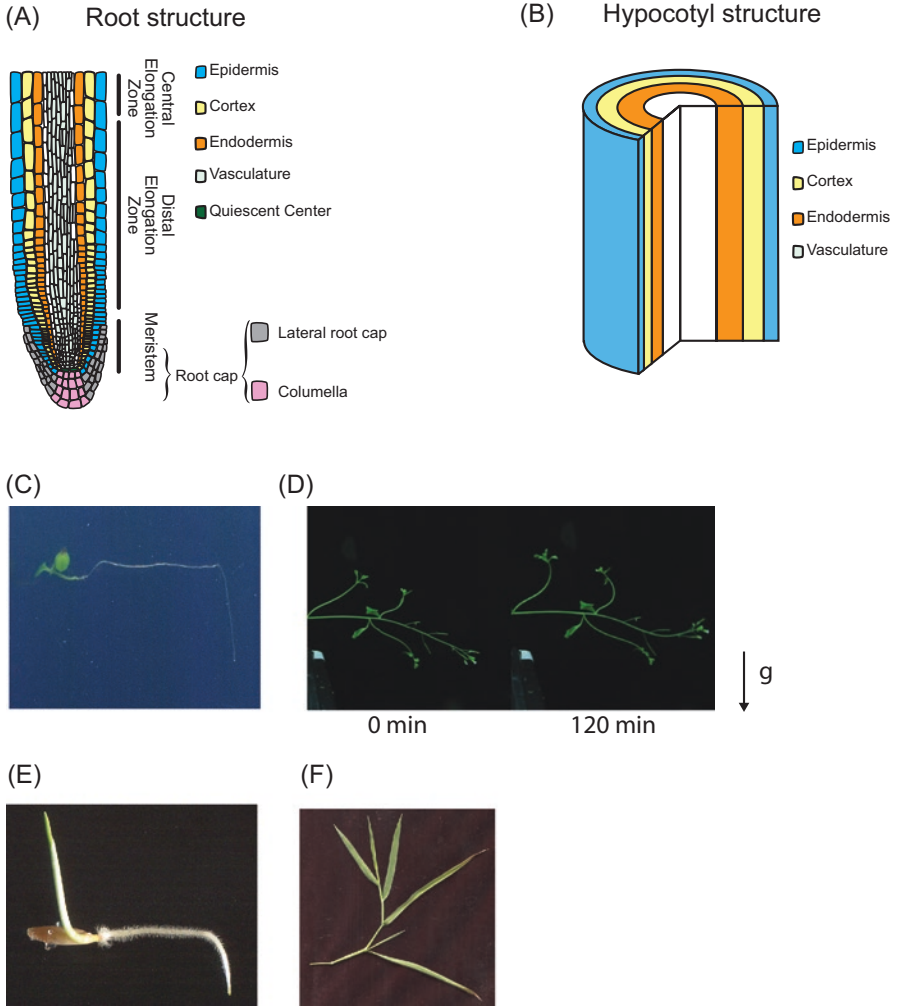 (A) Root structure
Central
Elongation
Zone
Distal
Elongation
Zone
Meristem
Epidermis
Cortex
Endodermis
Vasculature
Quiescent Center
Root cap
Lateral root cap
Columella
(B) Hypocotyl structure
Epidermis
Cortex
Endodermis
Vasculature
(C)
(D)
0 min
120 min
g
(E)
(F)